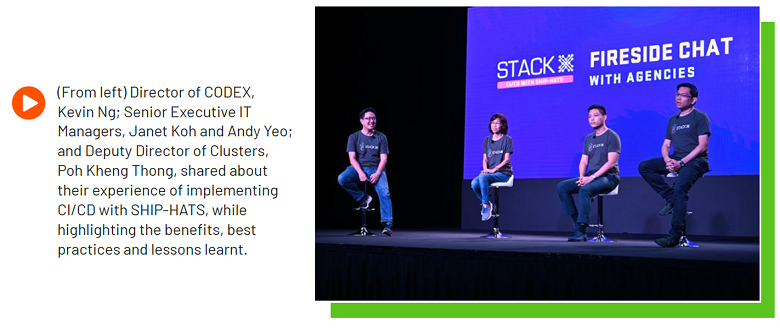 (From left) Director of CODEX,
Kevin Ng; Senior Executive IT
Managers, Janet Koh and Andy Yeo;
and Deputy Director of Clusters,
Poh Kheng Thong, shared about
their experience of implementing
CI/CD with SHIP-HATS, while
highlighting the benefits, best
practices and lessons learnt.
STACK X
CI/CD WITH SHIP-HATS
FIRESIDE CHAT
WITH AGENCIES